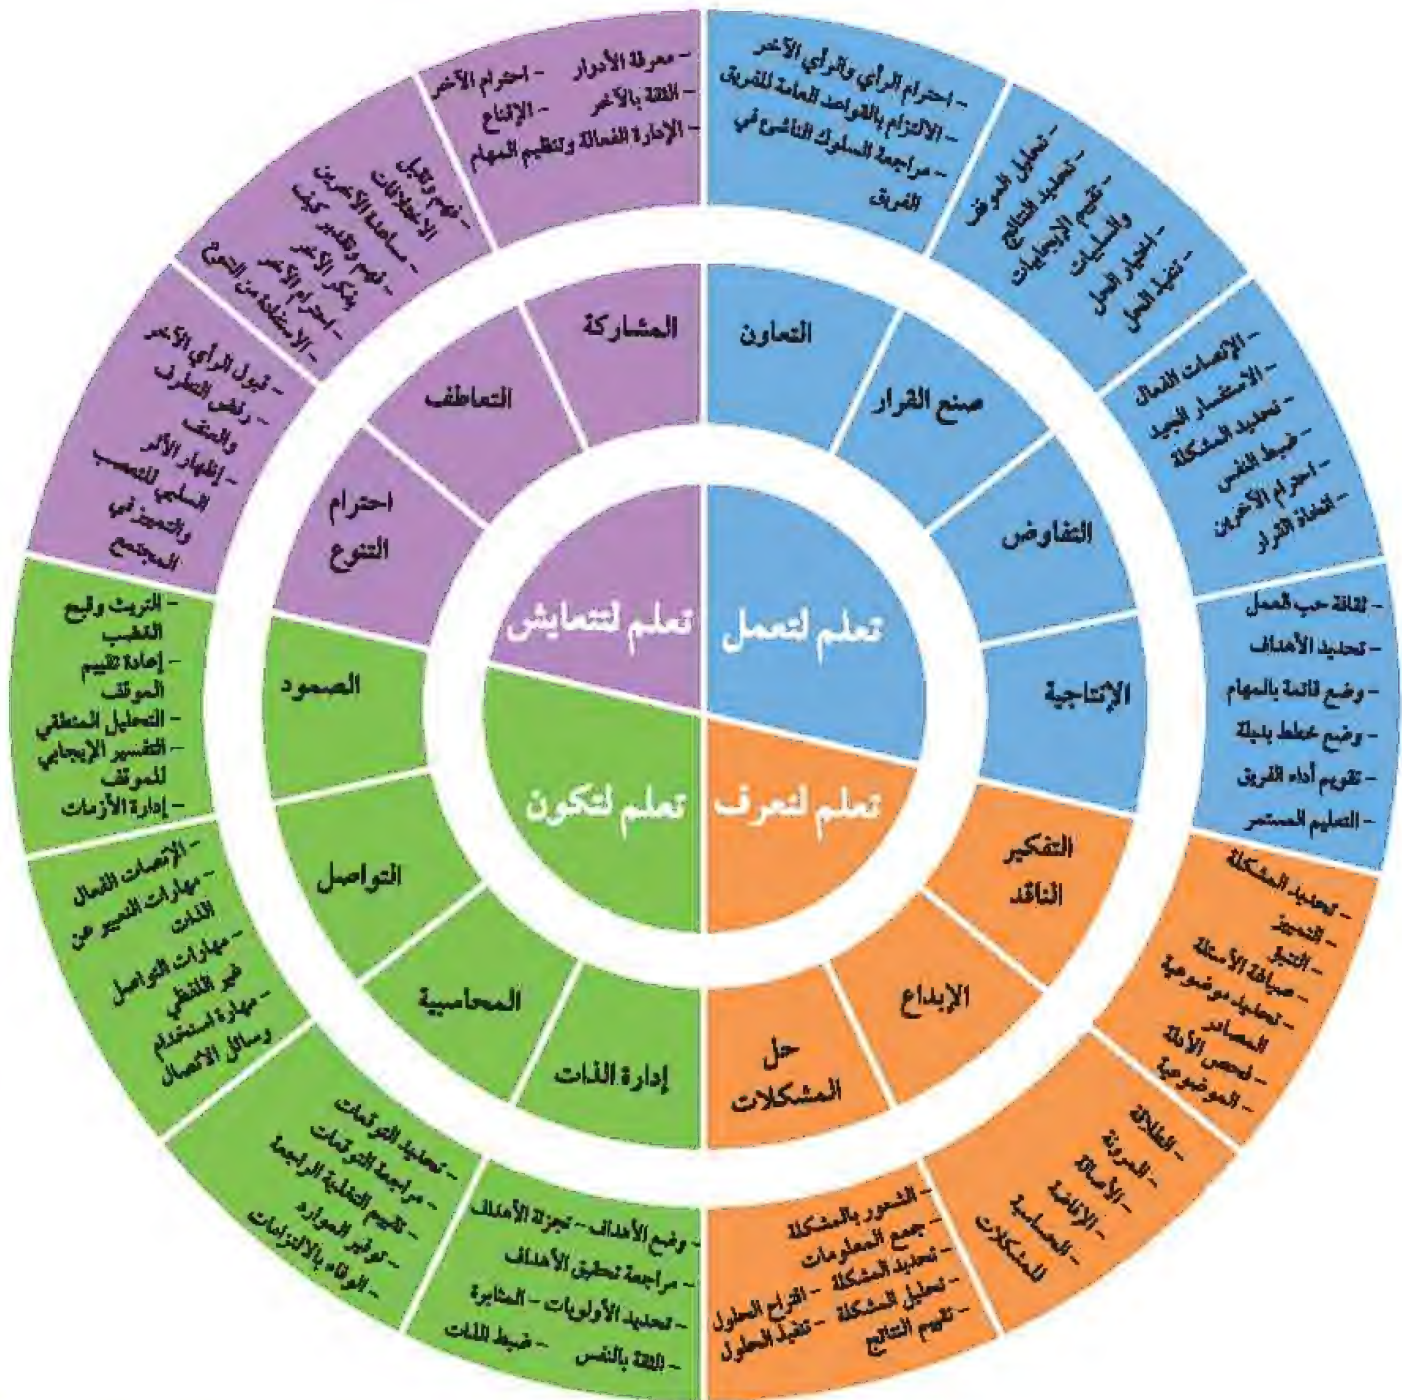 تعلم لتعمل
تعلم لتتعايش
تعلم لتكون
تعلم لتعرف
التعاون
- احترام الرأي والرأي الآخر
- الالتزام بالقواعد العامة للفريق
- مراجعة السلوك الناشئ في
الفريق
صنع القرار
- تحليل الموقف
- تحديد النتائج
- تقييم الإيجابيات
والسلبيات
- اختيار الحل
- تنفيذ الحل
التفاوض
- الإنصات الفعال
- الاستفسار الجيد
- تحديد المشكلة
- ضبط النفس
- احترام الآخرين
- اتخاذ القرار
الإنتاجية
- ثقافة حب العمل
- تحديد الأهداف
- وضع قائمة بالمهام
- وضع خطط بديلة
- تقويم أداء الفريق
- التعليم المستمر
التفكير
الناقد
- تحديد المشكلة
- التمييز
- التنبؤ
- صياغة الأسئلة
- تحديد موضوعية
المصادر
- فحص الأدلة
- الموضوعية
الإبداع
- الطلاقة
- المرونة
- الأصالة
- الإفاضة
- الحساسية
للمشكلات
حل
المشكلات
- الشعور بالمشكلة
- جمع المعلومات
- تحديد المشكلة - اقتراح الحلول
- تحليل المشكلة - تنفيذ الحلول
- تقييم النتائج
إدارة الذات
- وضع الأهداف - تجزئة الأهداف
- مراجعة تحقيق الأهداف
- تحديد الأولويات - المثابرة
- الثقة بالنفس - ضبط الذات
المحاسبية
- تحديد التوقعات
- مراجعة التوقعات
- تقييم التغذية الراجعة
- توفير الموارد
- الوفاء بالالتزامات
التواصل
- الإنصات الفعال
- مهارات التعبير عن
الذات
- مهارات التواصل
غير اللفظي
- مهارة استخدام
وسائل الاتصال
الصمود
- التريث وقبح
الغضب
- إعادة تقييم
الموقف
- التحليل المنطقي
- التفسير الإيجابي
للموقف
- إدارة الأزمات
احترام
التنوع
- قبول الرأي الآخر
- رفض التطرف
والعنف
- إظهار الأثر
السلبي للتعصب
والتمييز في
المجتمع
التعاطف
- فهم وتقبل
الاختلافات
- مساعدة الآخرين
- فهم وتقدير كيف
يفكر الآخر
- احترام الآخر
- الاستفادة من التنوع
المشاركة
- معرفة الأدوار - احترام الآخر
- الثقة بالآخر - الإقناع
- الإدارة الفعالة وتنظيم المهام